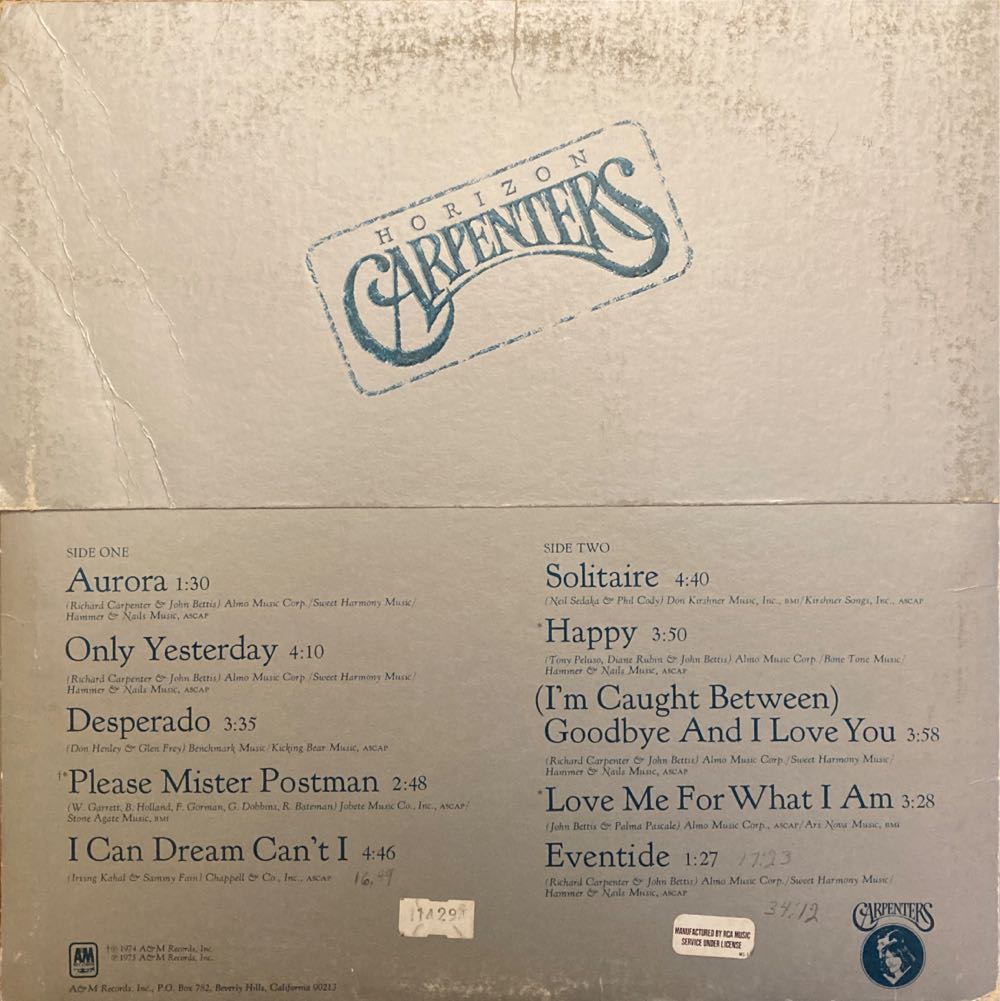 HORIZON
CARPENTERS
SIDE ONE
Aurora 1:30
(Richard Carpenter & John Bettis) Almo Music Corp./Sweet Harmony Music/
Hammer & Nails Music, ASCAP
Only Yesterday 4:10
(Richard Carpenter & John Bettis) Almo Music Corp./Sweet Harmony Music/
Hammer & Nails Music, ASCAP
Desperado 3:35
(Don Henley & Glen Frey) Benchmark Music/Kicking Bear Music, ASCAP
†*Please Mister Postman 2:48
(W. Garrett, B. Holland, F. Gorman, G. Dobbins, R. Bateman) Jobete Music Co., Inc., ASCAP/
Stone Agate Music, BMI
I Can Dream Can't I 4:46
(Irving Kahal & Sammy Fain) Chappell & Co., Inc., ASCAP
16,49
SIDE TWO
Solitaire 4:40
(Neil Sedaka & Phil Cody) Don Kirshner Music, Inc., BMI/Kirshner Songs, Inc., ASCAP
*Happy 3:50
(Tony Peluso, Diane Rubin & John Bettis) Almo Music Corp./Bone Tone Music/
Hammer & Nails Music, ASCAP
(I'm Caught Between)
Goodbye And I Love You 3:58
(Richard Carpenter & John Bettis) Almo Music Corp./Sweet Harmony Music/
Hammer & Nails Music, ASCAP
*Love Me For What I Am 3:28
(John Bettis & Palma Pascale) Almo Music Corp., ASCAP/Ars Nova Music, BMI
Eventide 1:27 17:23
(Richard Carpenter & John Bettis) Almo Music Corp./Sweet Harmony Music/
Hammer & Nails Music, ASCAP
34:12
CARPENTERS
MANUFACTURED BY RCA MUSIC
SERVICE UNDER LICENSE
AM
RECORDS
†℗ 1974 A&M Records, Inc.
℗ 1975 A&M Records, Inc.
A&M Records, Inc., P.O. Box 782, Beverly Hills, California 90213